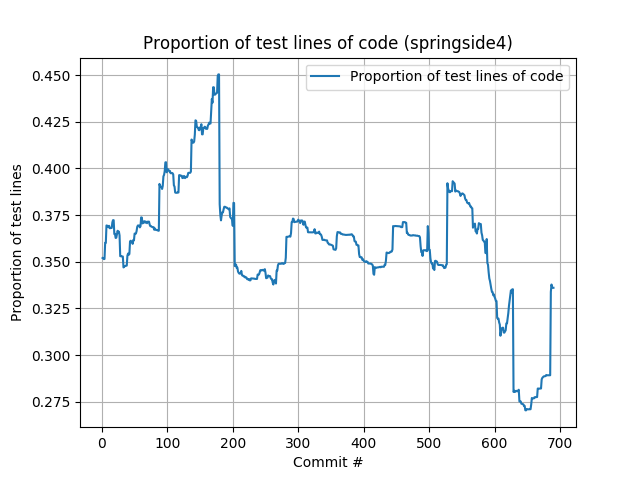 Proportion of test lines of code (springside4)
Proportion of test lines of code
Proportion of test lines
0.450
0.425
0.400
0.375
0.350
0.325
0.300
0.275
0 100 200 300 400 500 600 700
Commit #